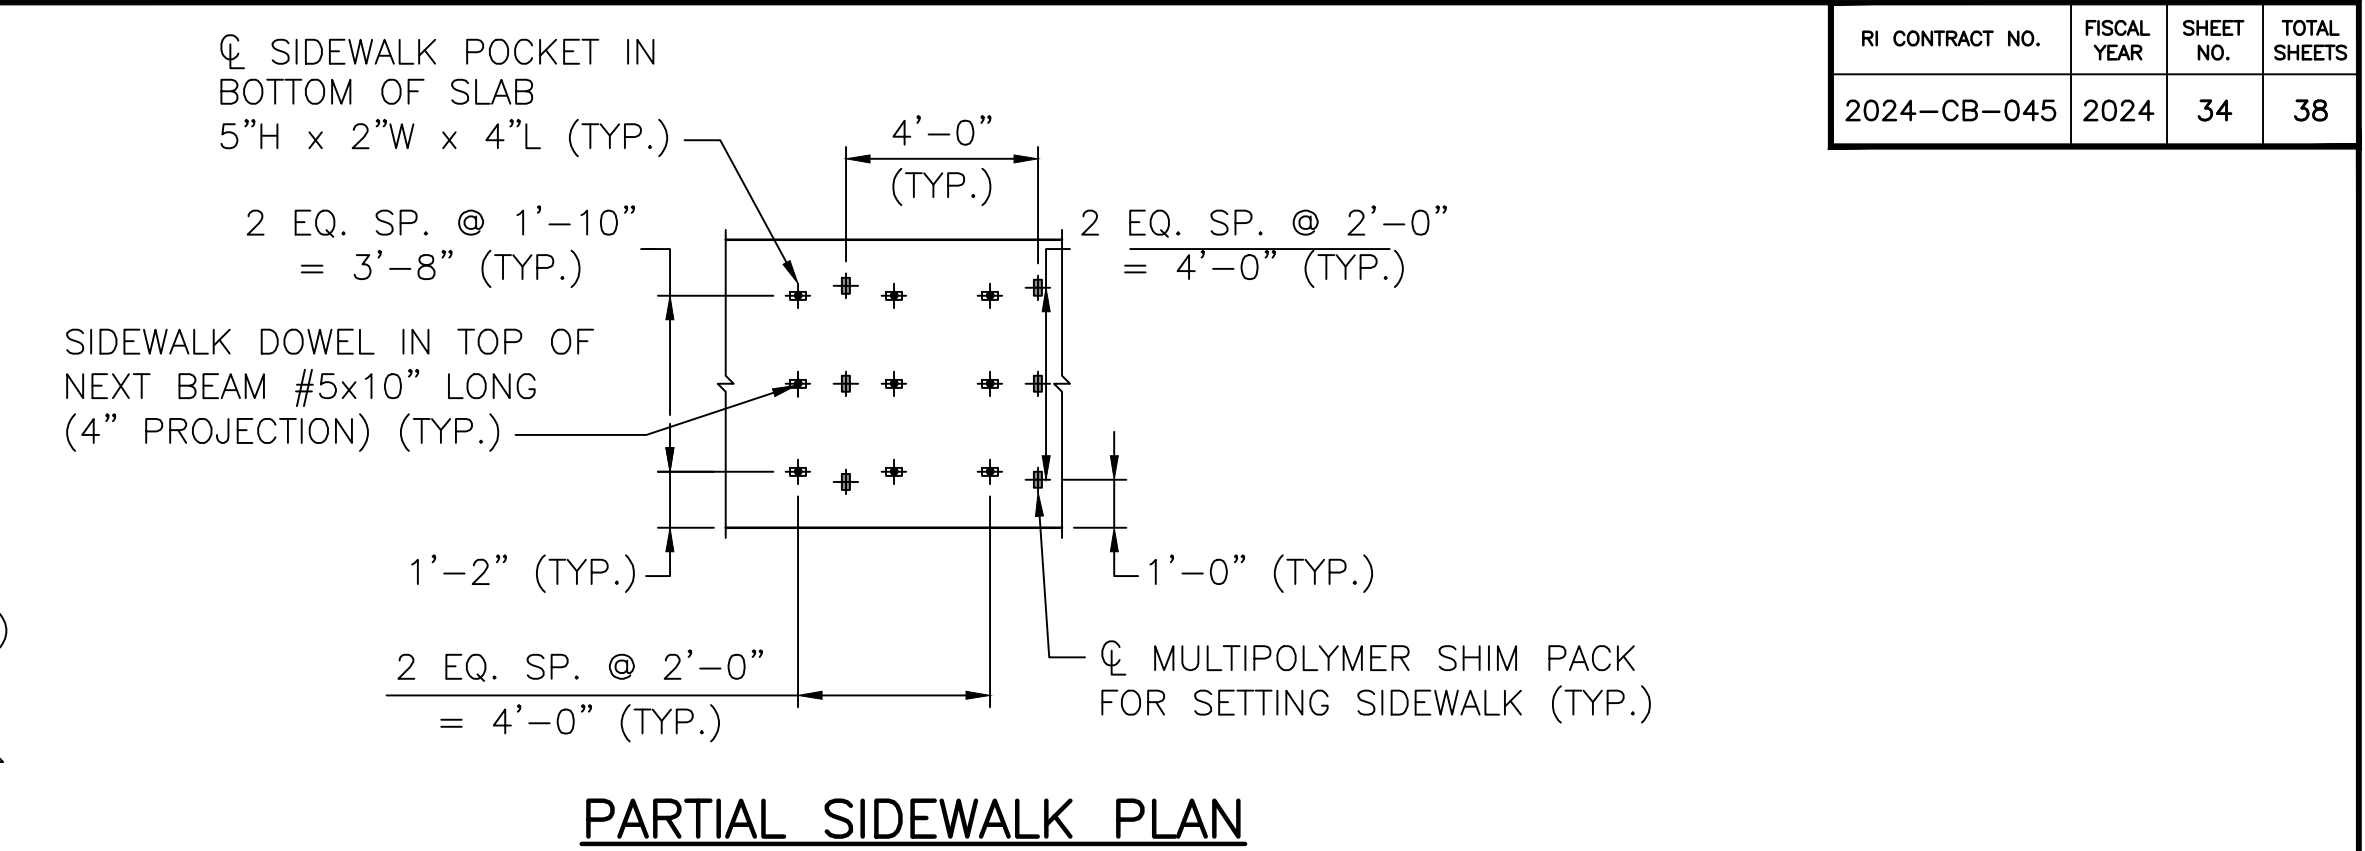 ℄ SIDEWALK POCKET IN
BOTTOM OF SLAB
5"H x 2"W x 4"L (TYP.)
4'-0"
(TYP.)
RI CONTRACT NO.
FISCAL
YEAR
SHEET
NO.
TOTAL
SHEETS
2024-CB-045
2024
34
38
2 EQ. SP. @ 1'-10"
= 3'-8" (TYP.)
2 EQ. SP. @ 2'-0"
= 4'-0" (TYP.)
SIDEWALK DOWEL IN TOP OF
NEXT BEAM #5x10" LONG
(4" PROJECTION) (TYP.)
1'-2" (TYP.)
1'-0" (TYP.)
2 EQ. SP. @ 2'-0"
= 4'-0" (TYP.)
℄ MULTIPOLYMER SHIM PACK
FOR SETTING SIDEWALK (TYP.)
PARTIAL SIDEWALK PLAN